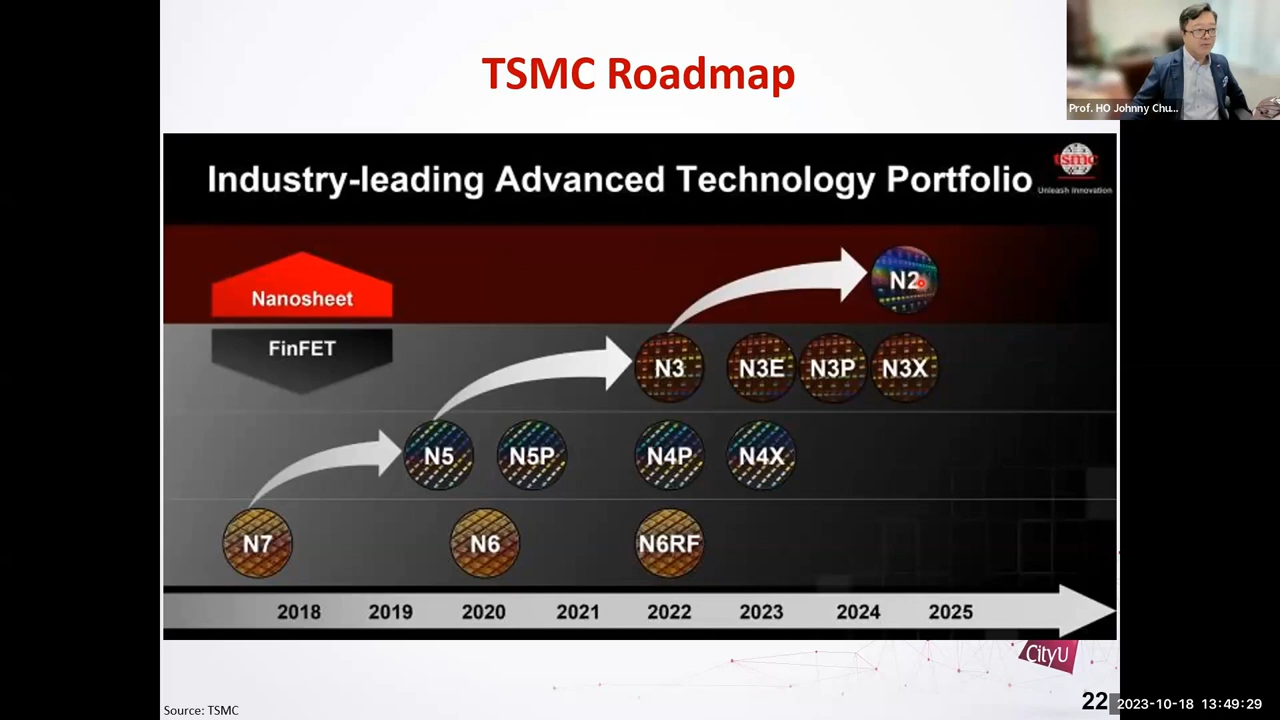 TSMC Roadmap
Prof. HO Johnny Chu...
Industry-leading Advanced Technology Portfolio
tsmc
Unleash Innovation
Nanosheet
N2
FinFET
N3 N3E N3P N3X
N5 N5P N4P N4X
N7 N6 N6RF
2018 2019 2020 2021 2022 2023 2024 2025
CityU
Source: TSMC
22
2023-10-18 13:49:29